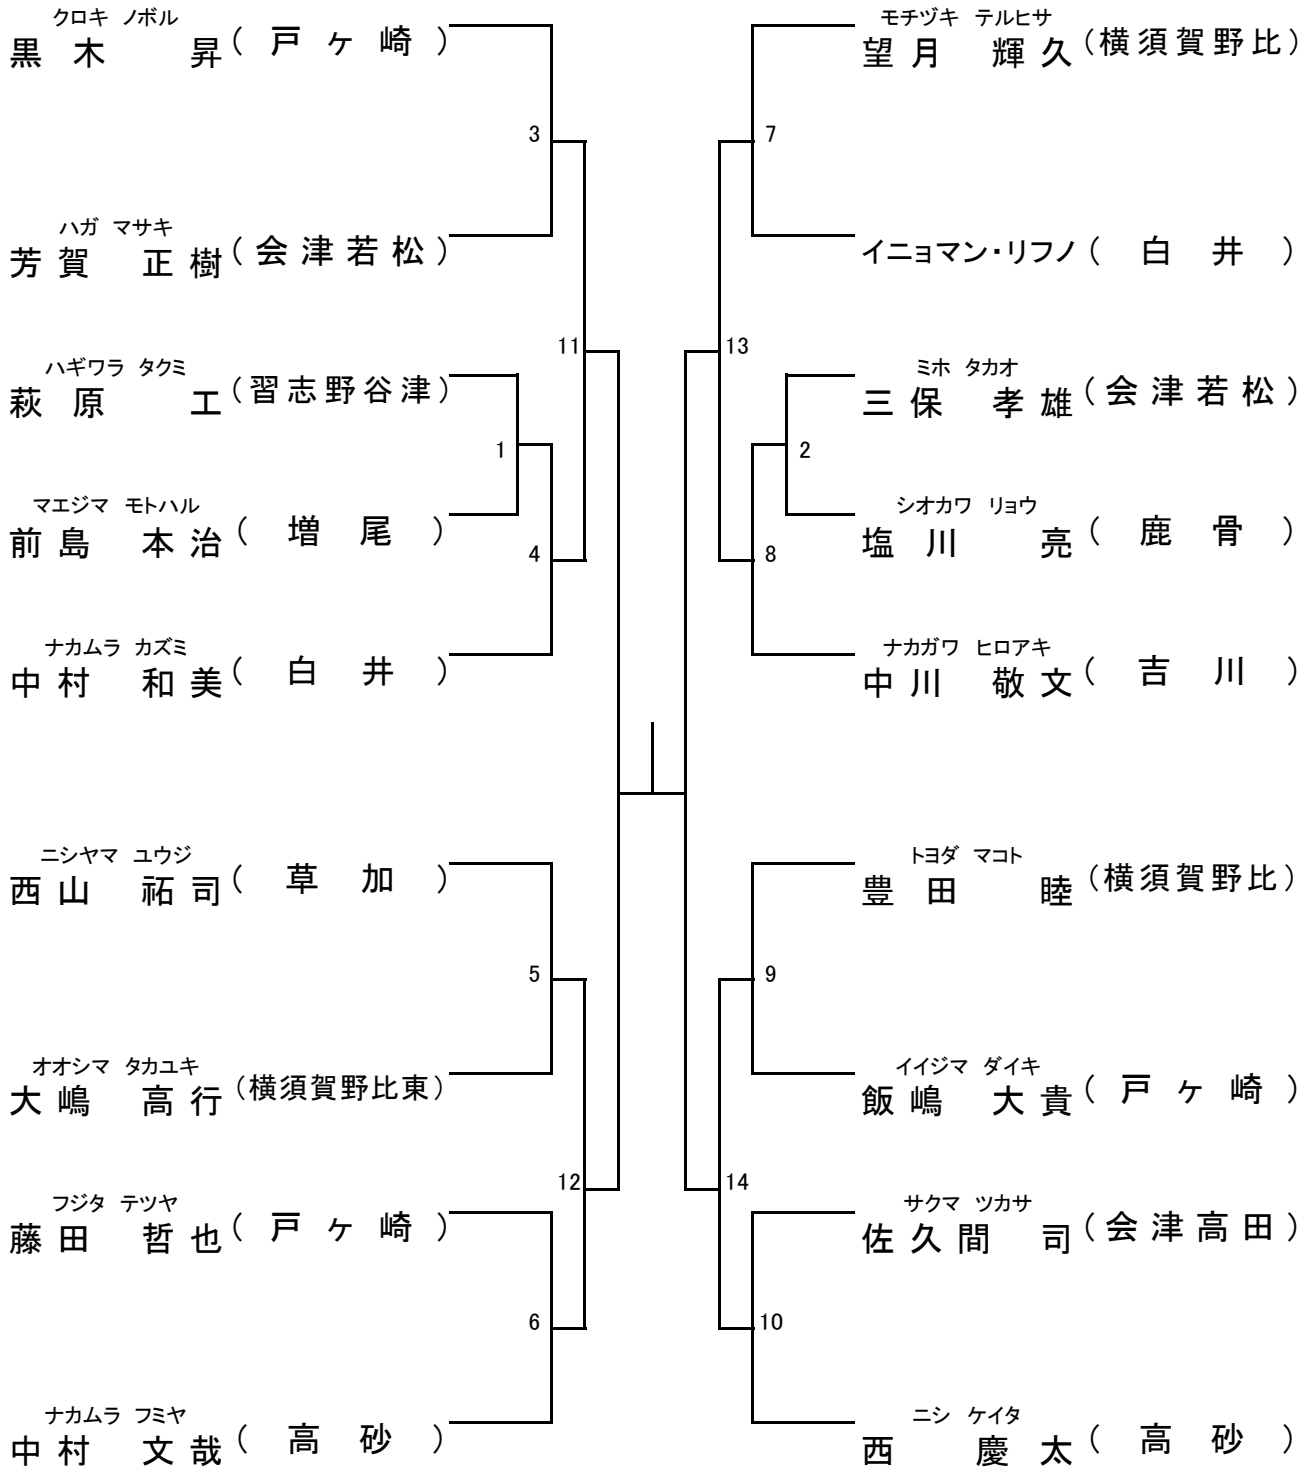 クロキ ノボル
黒木 昇 (戸ヶ崎)
3
ハガ マサキ
芳賀 正樹 (会津若松)
11
ハギワラ タクミ
萩原 工 (習志野谷津)
1
マエジマ モトハル
前島 本治 (増尾)
4
ナカムラ カズミ
中村 和美 (白井)
ニシヤマ ユウジ
西山 祐司 (草加)
5
オオシマ タカユキ
大嶋 高行 (横須賀野比東)
12
フジタ テツヤ
藤田 哲也 (戸ヶ崎)
6
ナカムラ フミヤ
中村 文哉 (高砂)
モチヅキ テルヒサ
望月 輝久 (横須賀野比)
7
イニョマン・リフノ (白井)
13
ミホ タカオ
三保 孝雄 (会津若松)
2
シオカワ リョウ
塩川 亮 (鹿骨)
8
ナカガワ ヒロアキ
中川 敬文 (吉川)
トヨダ マコト
豊田 睦 (横須賀野比)
9
イイジマ ダイキ
飯嶋 大貴 (戸ヶ崎)
14
サクマ ツカサ
佐久間 司 (会津高田)
10
ニシ ケイタ
西 慶太 (高砂)